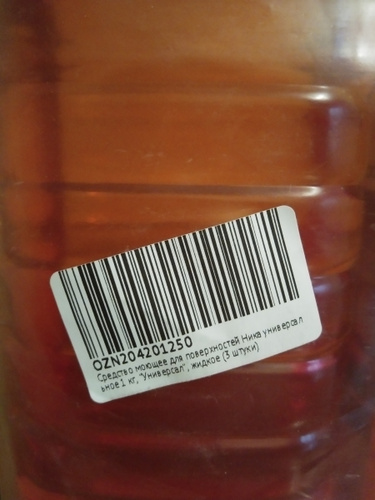 OZN204201250
Средство моющее для поверхностей Ника универсал
ьное 1 кг, "Универсал", жидкое (3 штуки)